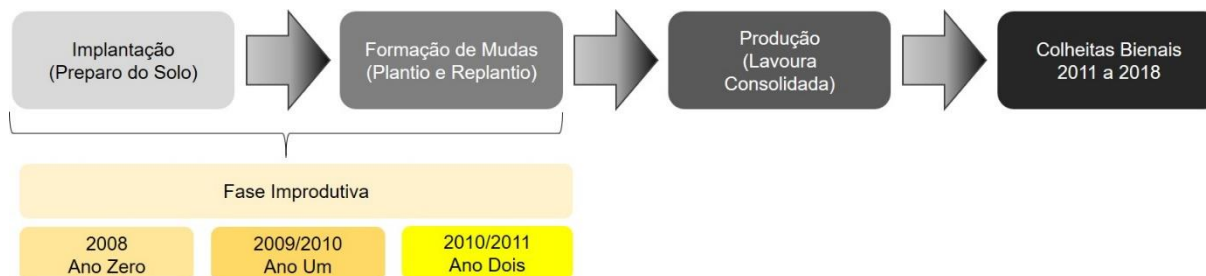 Implantação
(Preparo do Solo)
Formação de Mudas
(Plantio e Replantio)
Produção
(Lavoura
Consolidada)
Colheitas Bienais
2011 a 2018
Fase Improdutiva
2008
Ano Zero
2009/2010
Ano Um
2010/2011
Ano Dois